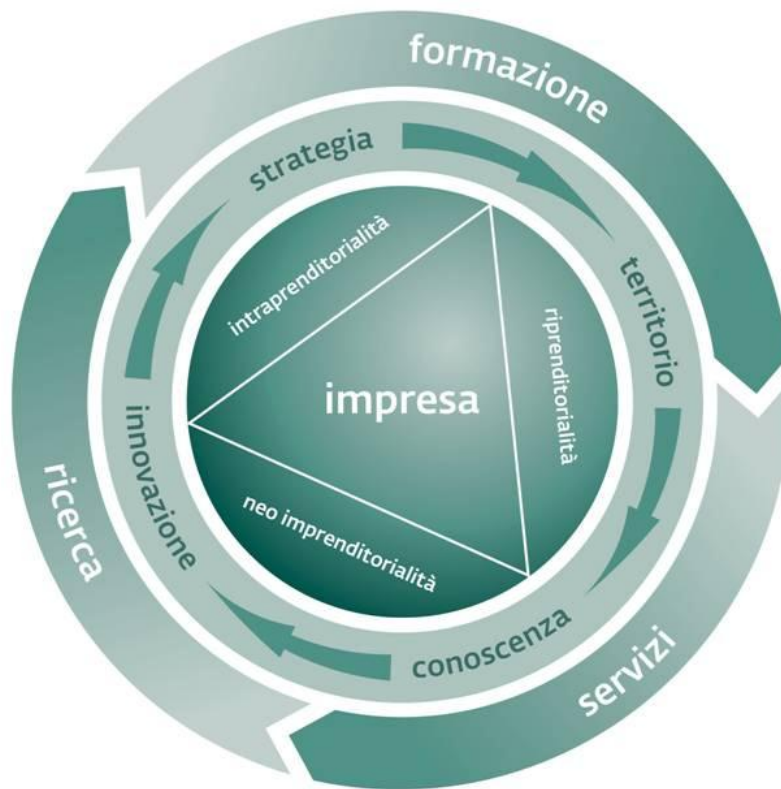 formazione
strategia
territorio
intraprenditorialità
riprenditorialità
impresa
innovazione
ricerca
neo imprenditorialità
conoscenza
servizi